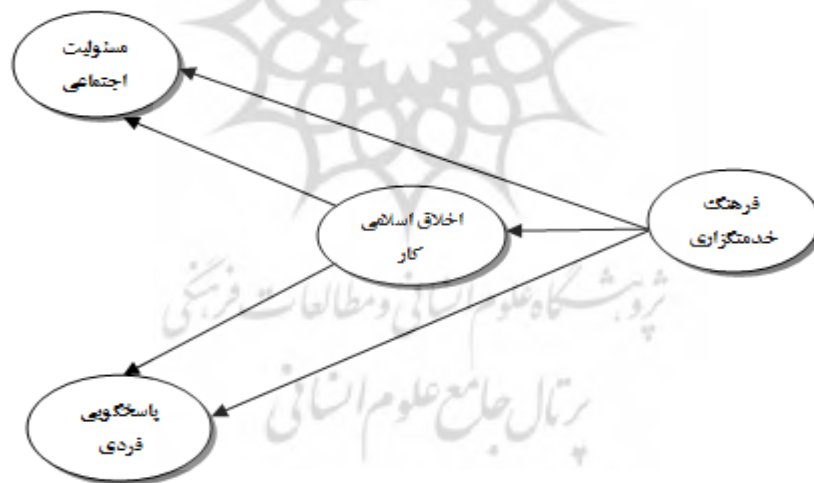 مسئولیت
اجتماعی
فرهنگ
خدمتگزاری
اخلاق اسلامی
کار
پژوهشگاه علوم انسانی و مطالعات فرهنگی
پاسخگویی
فردی
پرتال جامع علوم انسانی